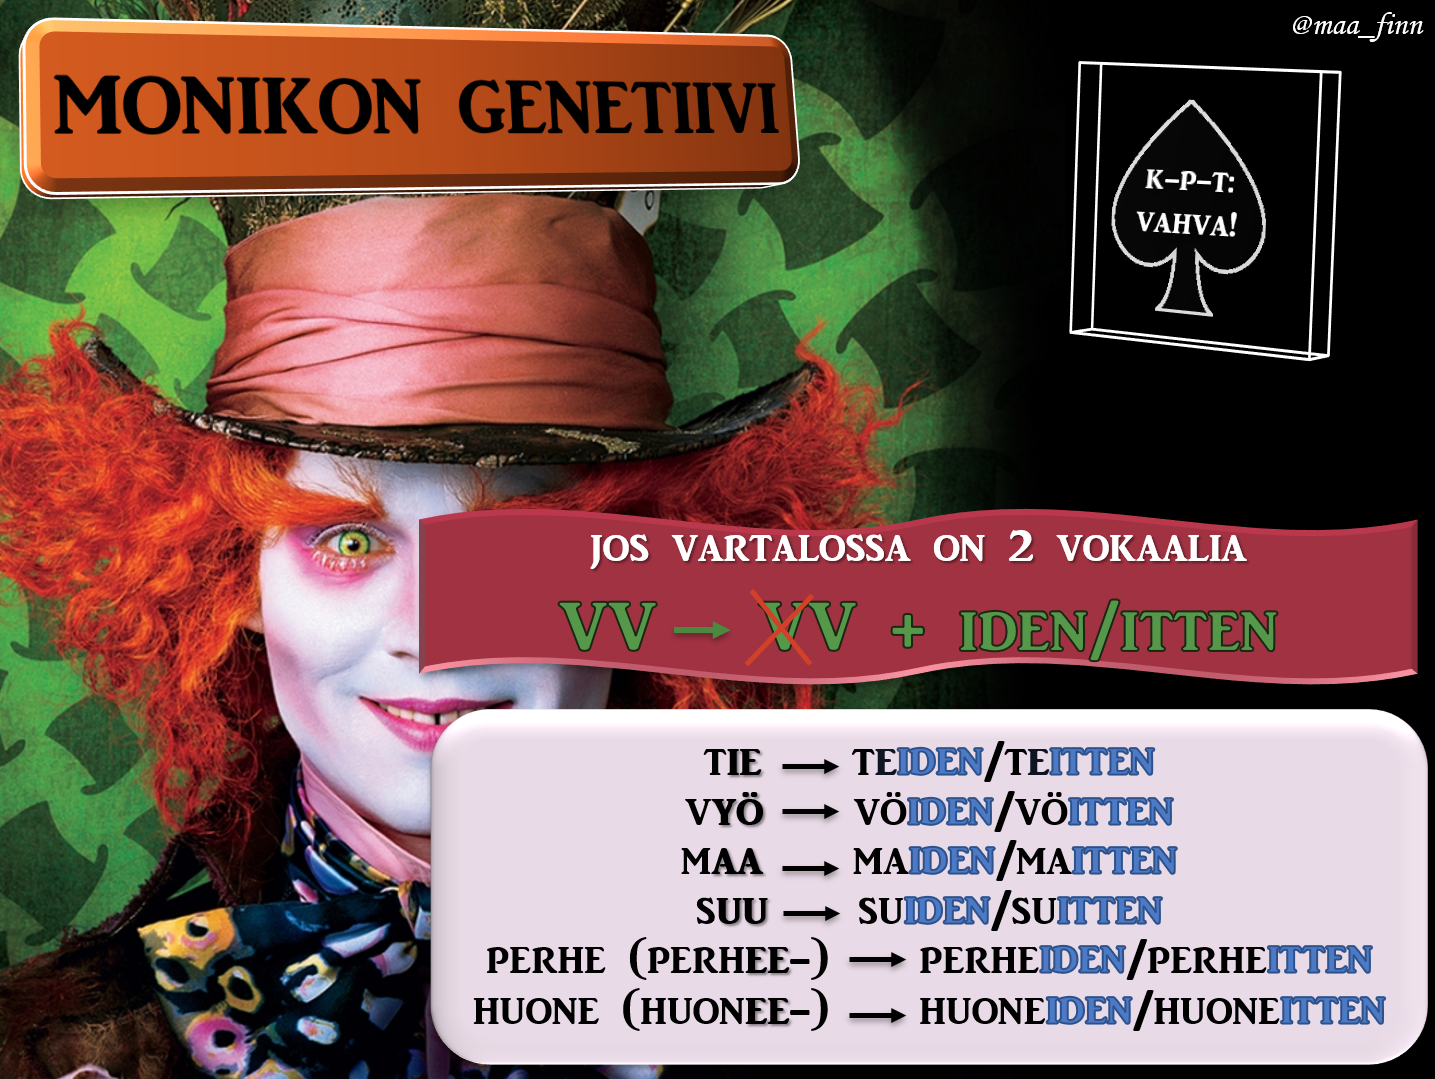 @maa_finn
MONIKON GENETIIVI
K-P-T:
VAHVA!
JOS VARTALOSSA ON 2 VOKAALIA
VV → VV + IDEN/ITTEN
TIE → TEIDEN/TEITTEN
VYÖ → VÖIDEN/VÖITTEN
MAA → MAIDEN/MAITTEN
SUU → SUIDEN/SUITTEN
PERHE (PERHEE-) → PERHEIDEN/PERHEITTEN
HUONE (HUONEE-) → HUONEIDEN/HUONEITTEN